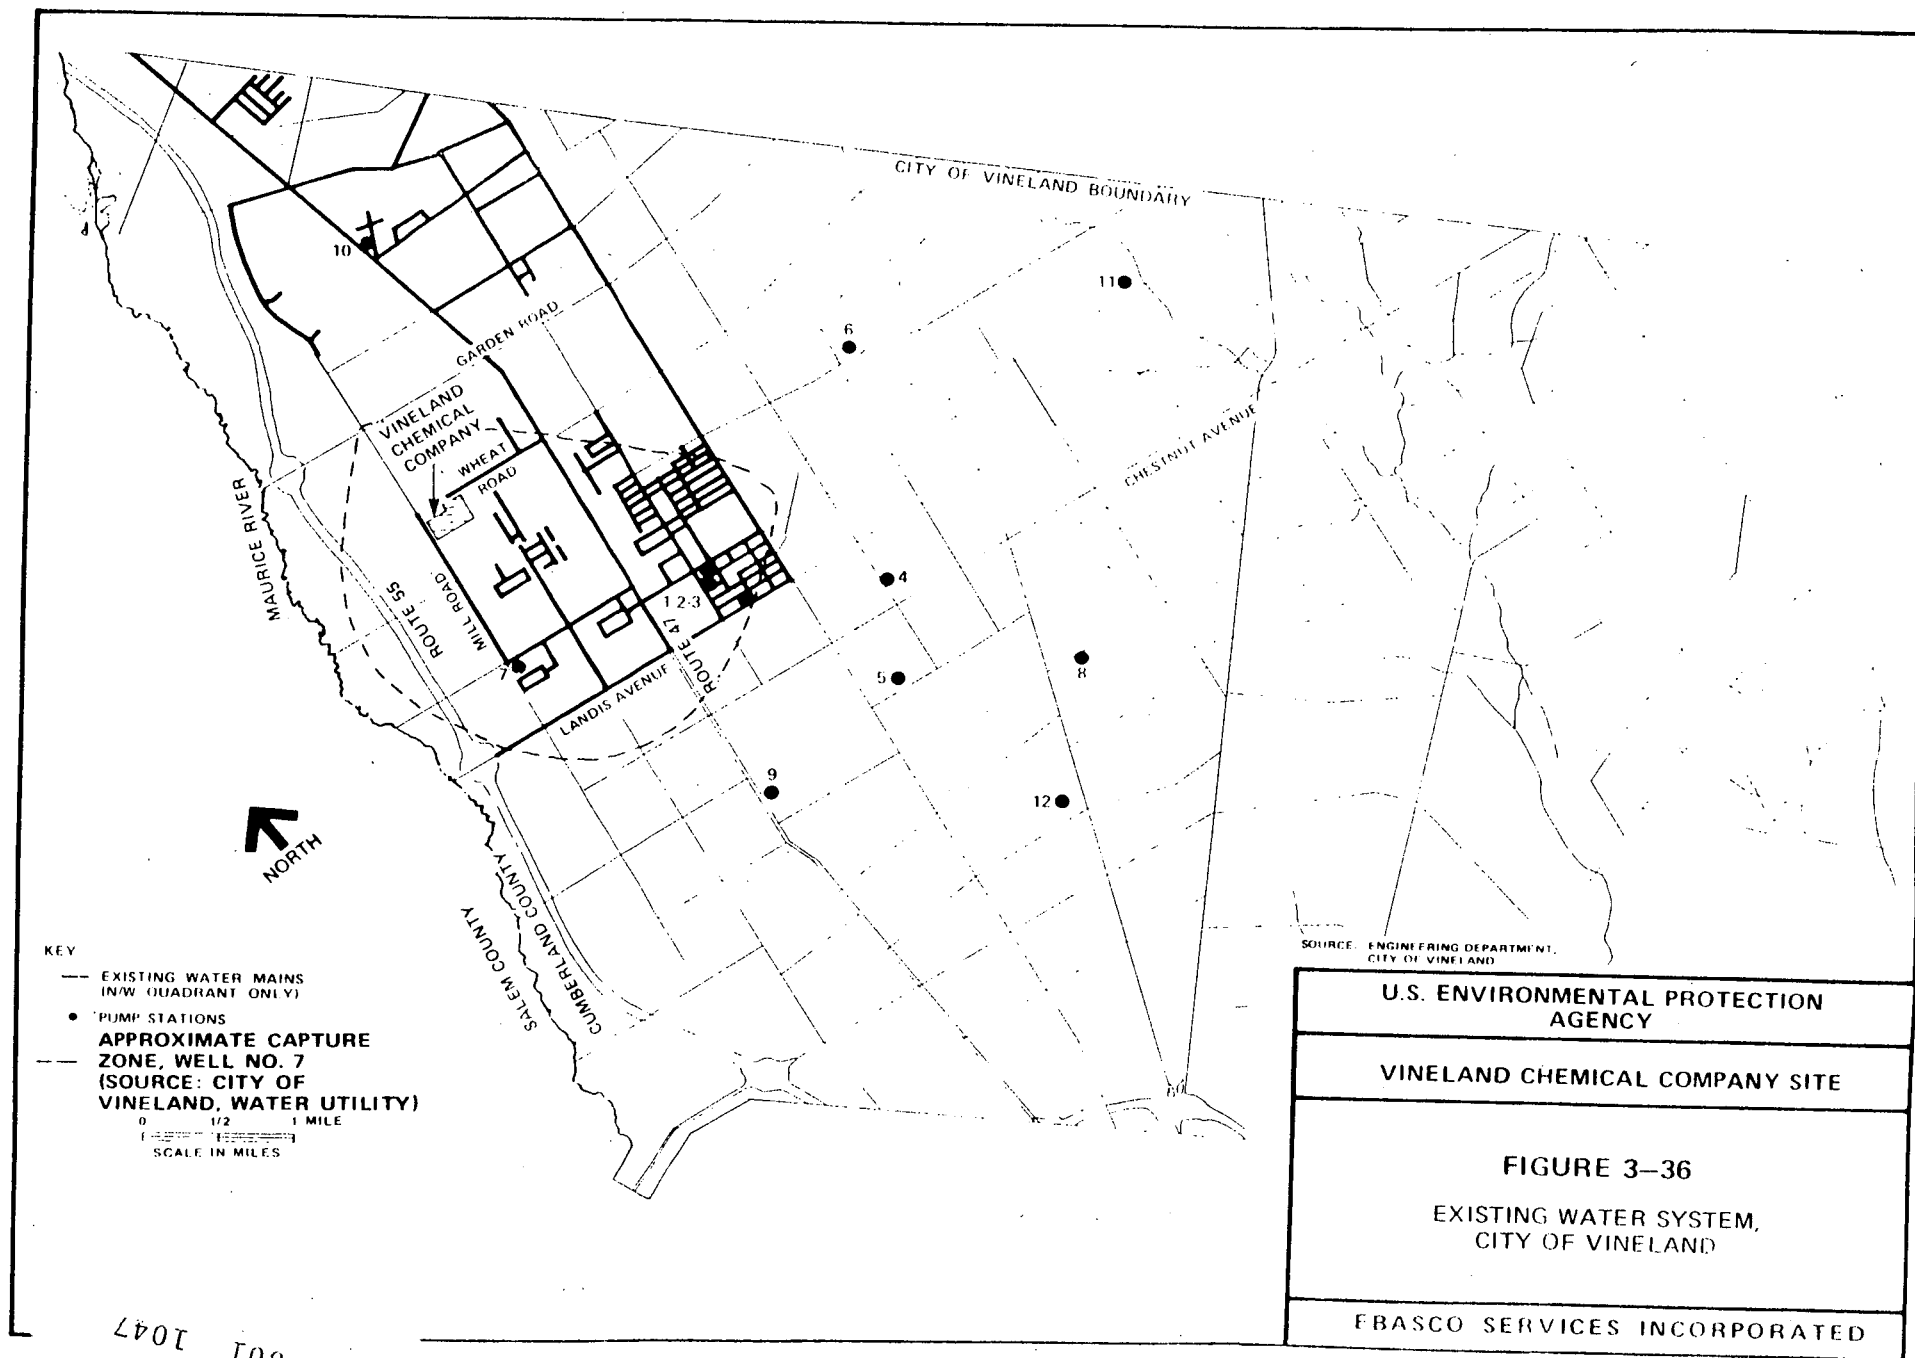 CITY OF VINELAND BOUNDARY
10
11
6
GARDEN ROAD
VINELAND
CHEMICAL
COMPANY
WHEAT
ROAD
CHESTNUT AVENUE
MAURICE RIVER
ROUTE 55
MILL ROAD
1-2-3
4
ROUTE 47
5
8
LANDIS AVENUE
9
12
NORTH
SALEM COUNTY
CUMBERLAND COUNTY
KEY
EXISTING WATER MAINS
(N/W QUADRANT ONLY)
PUMP STATIONS
APPROXIMATE CAPTURE
ZONE, WELL NO. 7
(SOURCE: CITY OF
VINELAND, WATER UTILITY)
0 1/2 1 MILE
SCALE IN MILES
SOURCE: ENGINEERING DEPARTMENT,
CITY OF VINELAND
U.S. ENVIRONMENTAL PROTECTION
AGENCY
VINELAND CHEMICAL COMPANY SITE
FIGURE 3–36
EXISTING WATER SYSTEM,
CITY OF VINELAND
EBASCO SERVICES INCORPORATED
1047